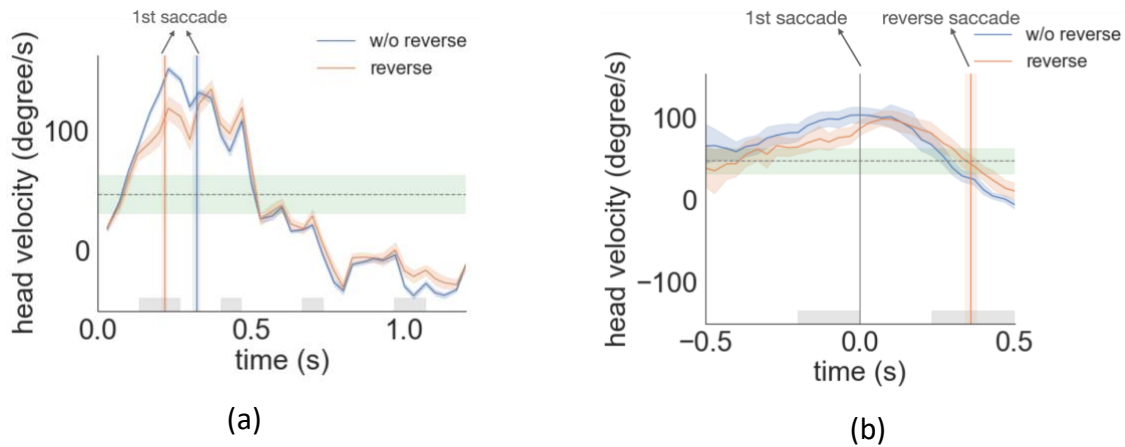 1st saccade
w/o reverse
reverse
head velocity (degree/s)
100
0
0.0
0.5
1.0
time (s)
(a)
1st saccade
reverse saccade
w/o reverse
reverse
head velocity (degree/s)
100
0
−100
−0.5
0.0
0.5
time (s)
(b)